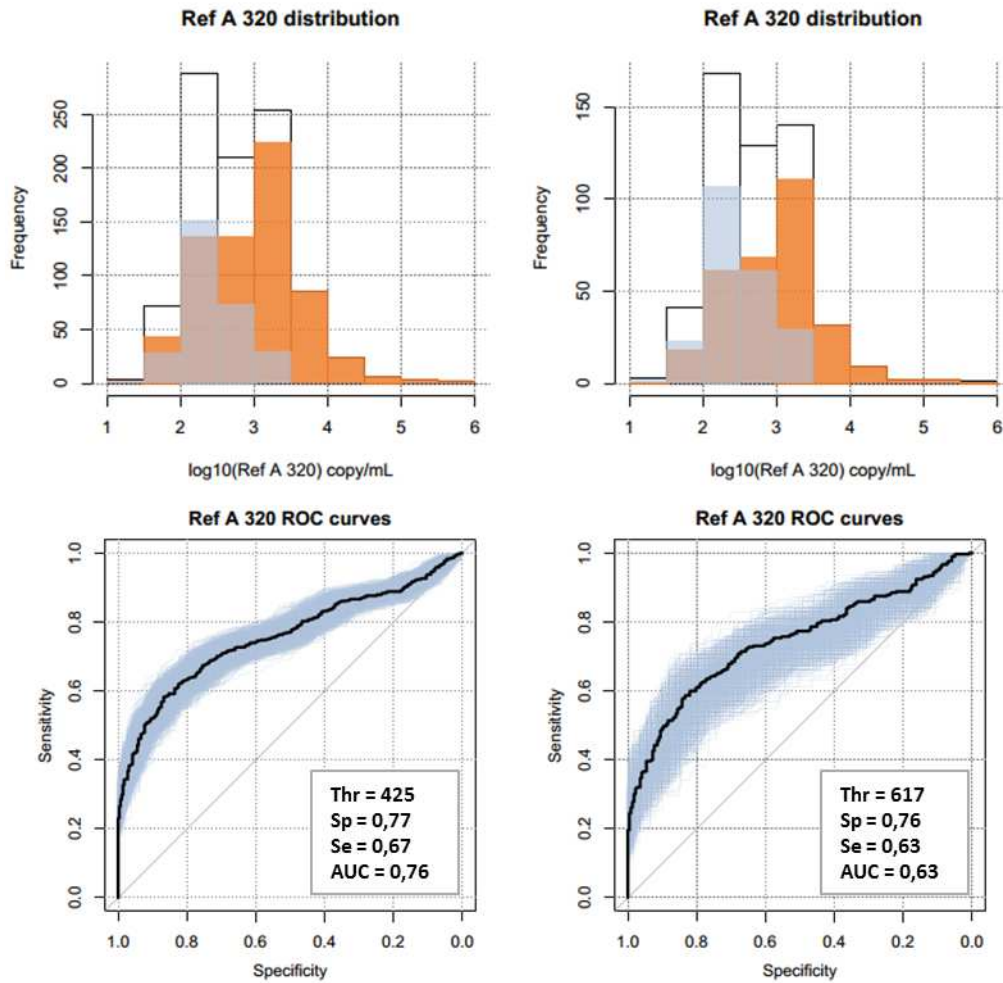 Ref A 320 distribution
Frequency
0 50 100 150 200 250
1 2 3 4 5 6
log10(Ref A 320) copy/mL
Ref A 320 distribution
Frequency
0 50 100 150
1 2 3 4 5 6
log10(Ref A 320) copy/mL
Ref A 320 ROC curves
Sensitivity
0.0 0.2 0.4 0.6 0.8 1.0
Thr = 425
Sp = 0,77
Se = 0,67
AUC = 0,76
1.0 0.8 0.6 0.4 0.2 0.0
Specificity
Ref A 320 ROC curves
Sensitivity
0.0 0.2 0.4 0.6 0.8 1.0
Thr = 617
Sp = 0,76
Se = 0,63
AUC = 0,63
1.0 0.8 0.6 0.4 0.2 0.0
Specificity